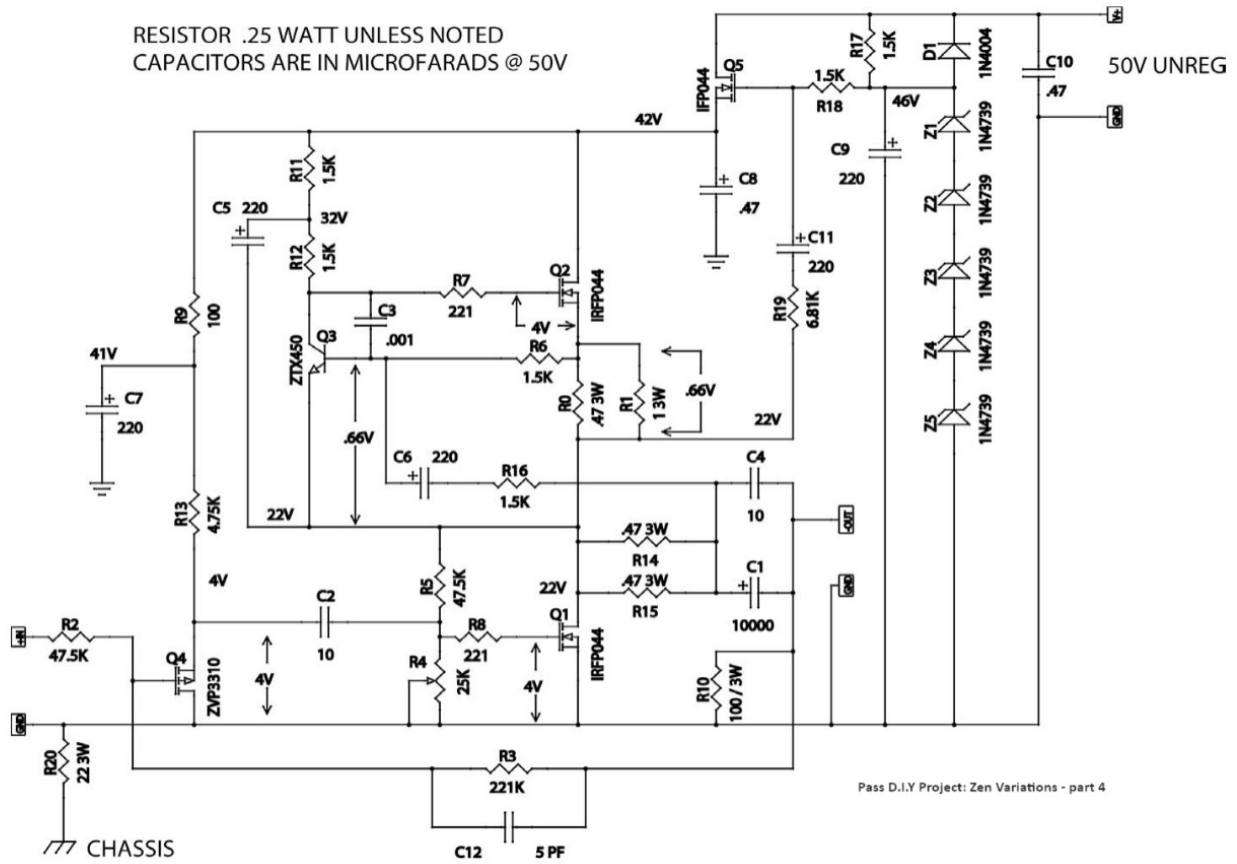 RESISTOR .25 WATT UNLESS NOTED
CAPACITORS ARE IN MICROFARADS @ 50V
V+
R17
1.5K
D1
1N4004
C10
.47
50V UNREG
Q5
IFP044
1.5K
R18
46V
GND
42V
Z1
1N4739
R11
1.5K
C9
220
C8
.47
Z2
1N4739
C5 220
32V
R12
1.5K
C11
220
Q2
IRFP044
R7
221
Z3
1N4739
R9
100
C3
.001
4V
R19
6.81K
Q3
ZTX450
R6
1.5K
Z4
1N4739
41V
C7
220
.66V
R0
.47 3W
R1
1 3W
.66V
22V
Z5
1N4739
C6
220
R16
1.5K
C4
10
R13
4.75K
22V
-OUT
.47 3W
R14
4V
R5
47.5K
22V
.47 3W
R15
C1
10000
GND
C2
10
Q1
IRFP044
+IN
R2
47.5K
R8
221
Q4
ZVP3310
4V
R4
25K
4V
R10
100 / 3W
GND
R20
22 3W
R3
221K
Pass D.I.Y Project: Zen Variations - part 4
CHASSIS
C12
5 PF